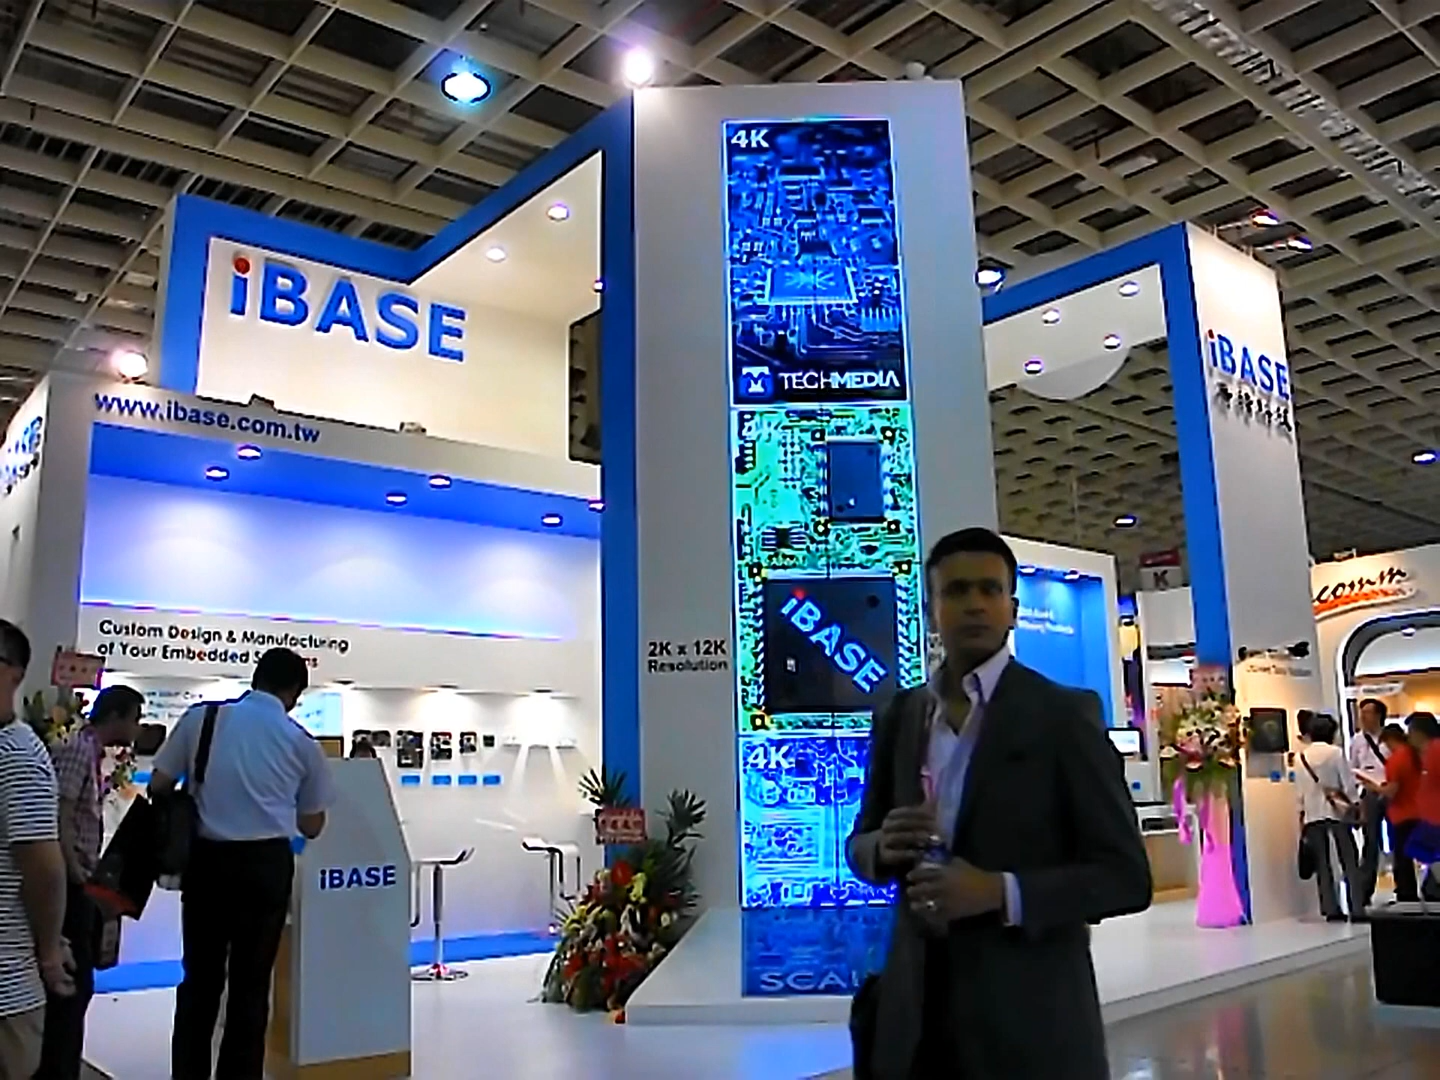 iBASE
www.ibase.com.tw
Custom Design & Manufacturing
of Your Embedded
iBASE
4K
TECHMEDIA
iBASE
2K x 12K
Resolution
4K
SCAL
iBASE
K
comm